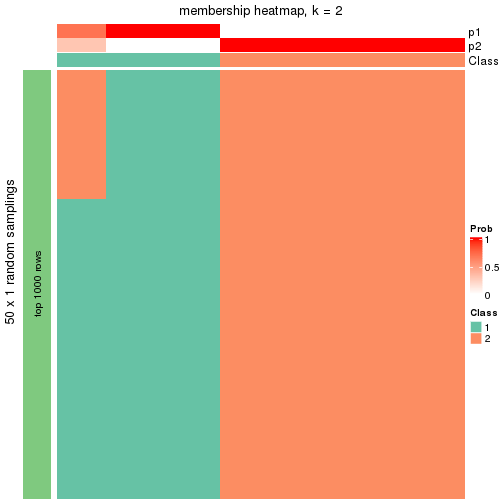 membership heatmap, k = 2
p1
p2
Class
50 x 1 random samplings
top 1000 rows
Prob
1
0.5
0
Class
1
2